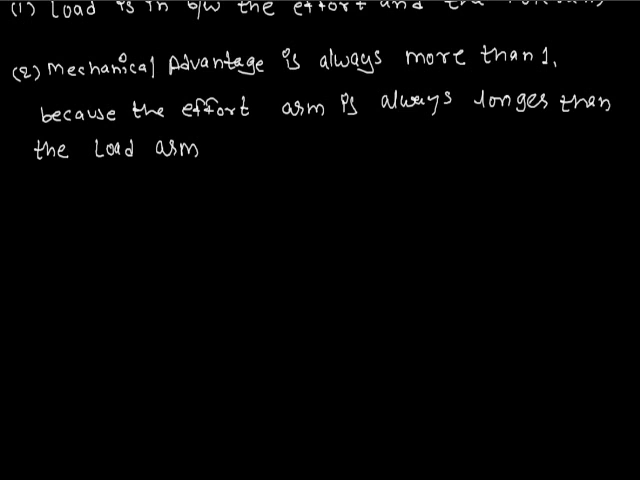 (1) Load is in b/w the effort and the
(2) Mechanical Advantage is always more than 1,
because the effort arm is always longer than
the Load arm